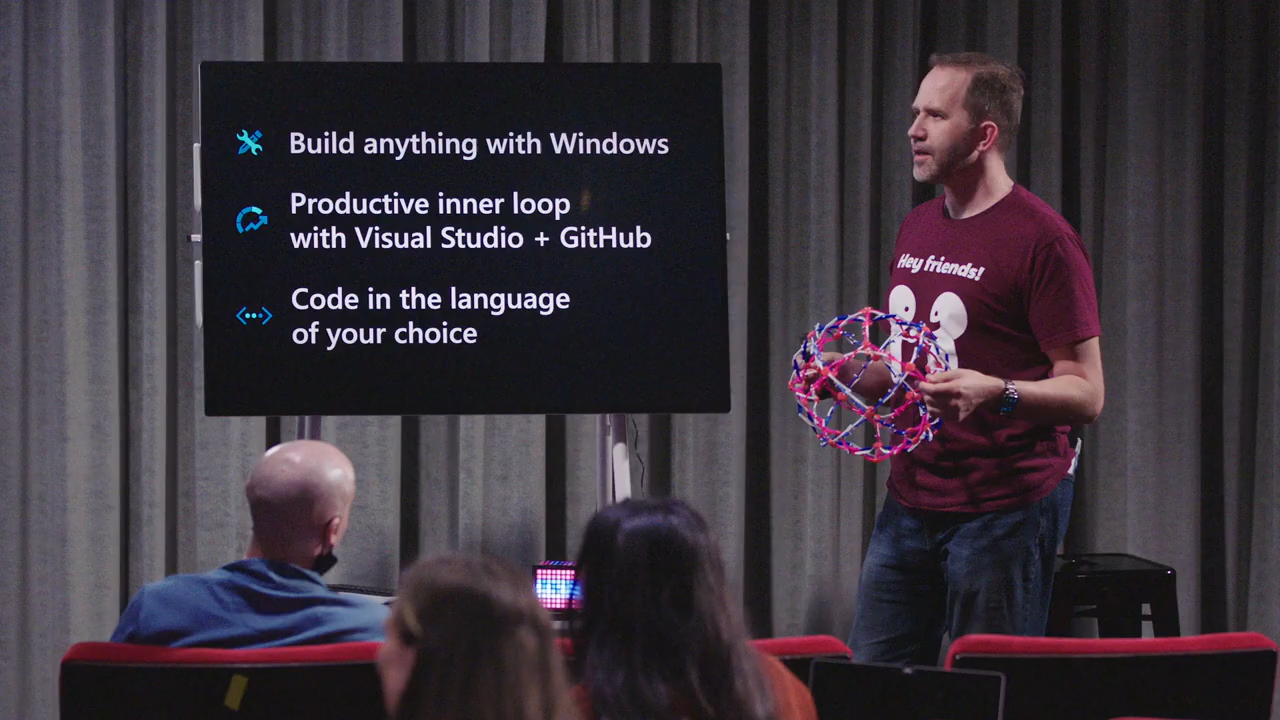 Build anything with Windows
Productive inner loop
with Visual Studio + GitHub
Code in the language
of your choice
Hey friends!